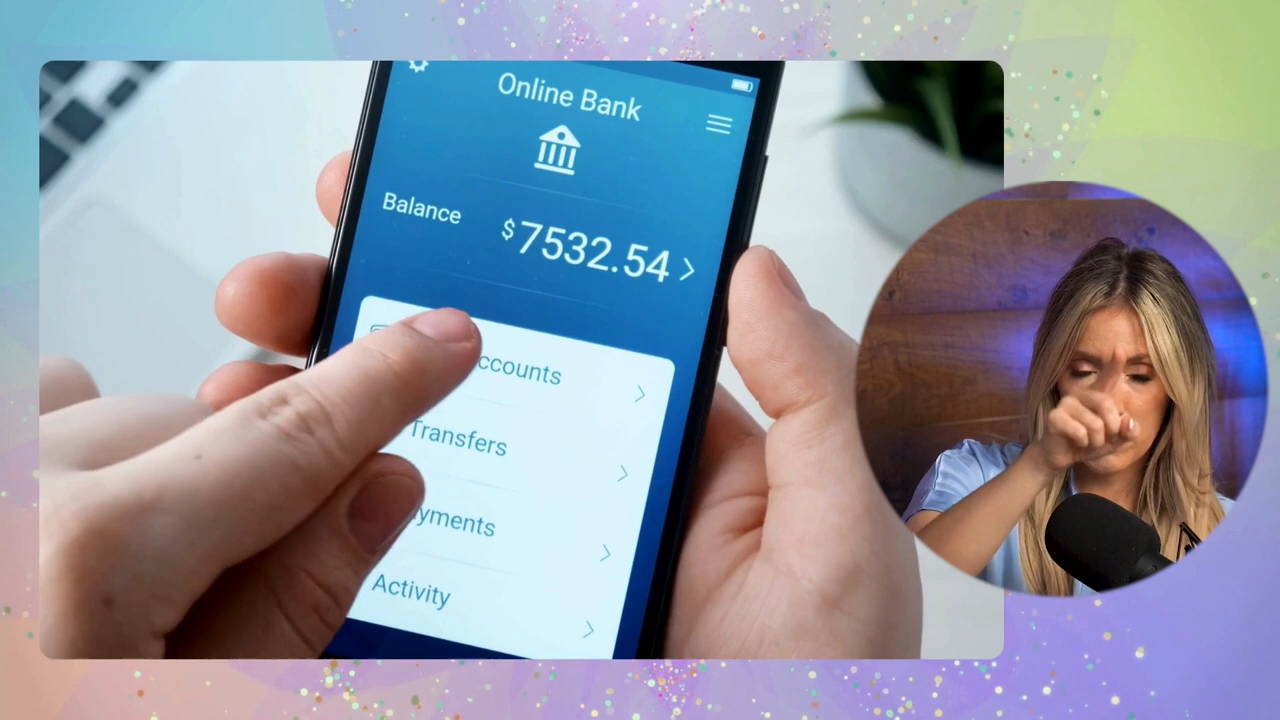 Online Bank
Balance
$7532.54
ccounts
Transfers
yments
Activity